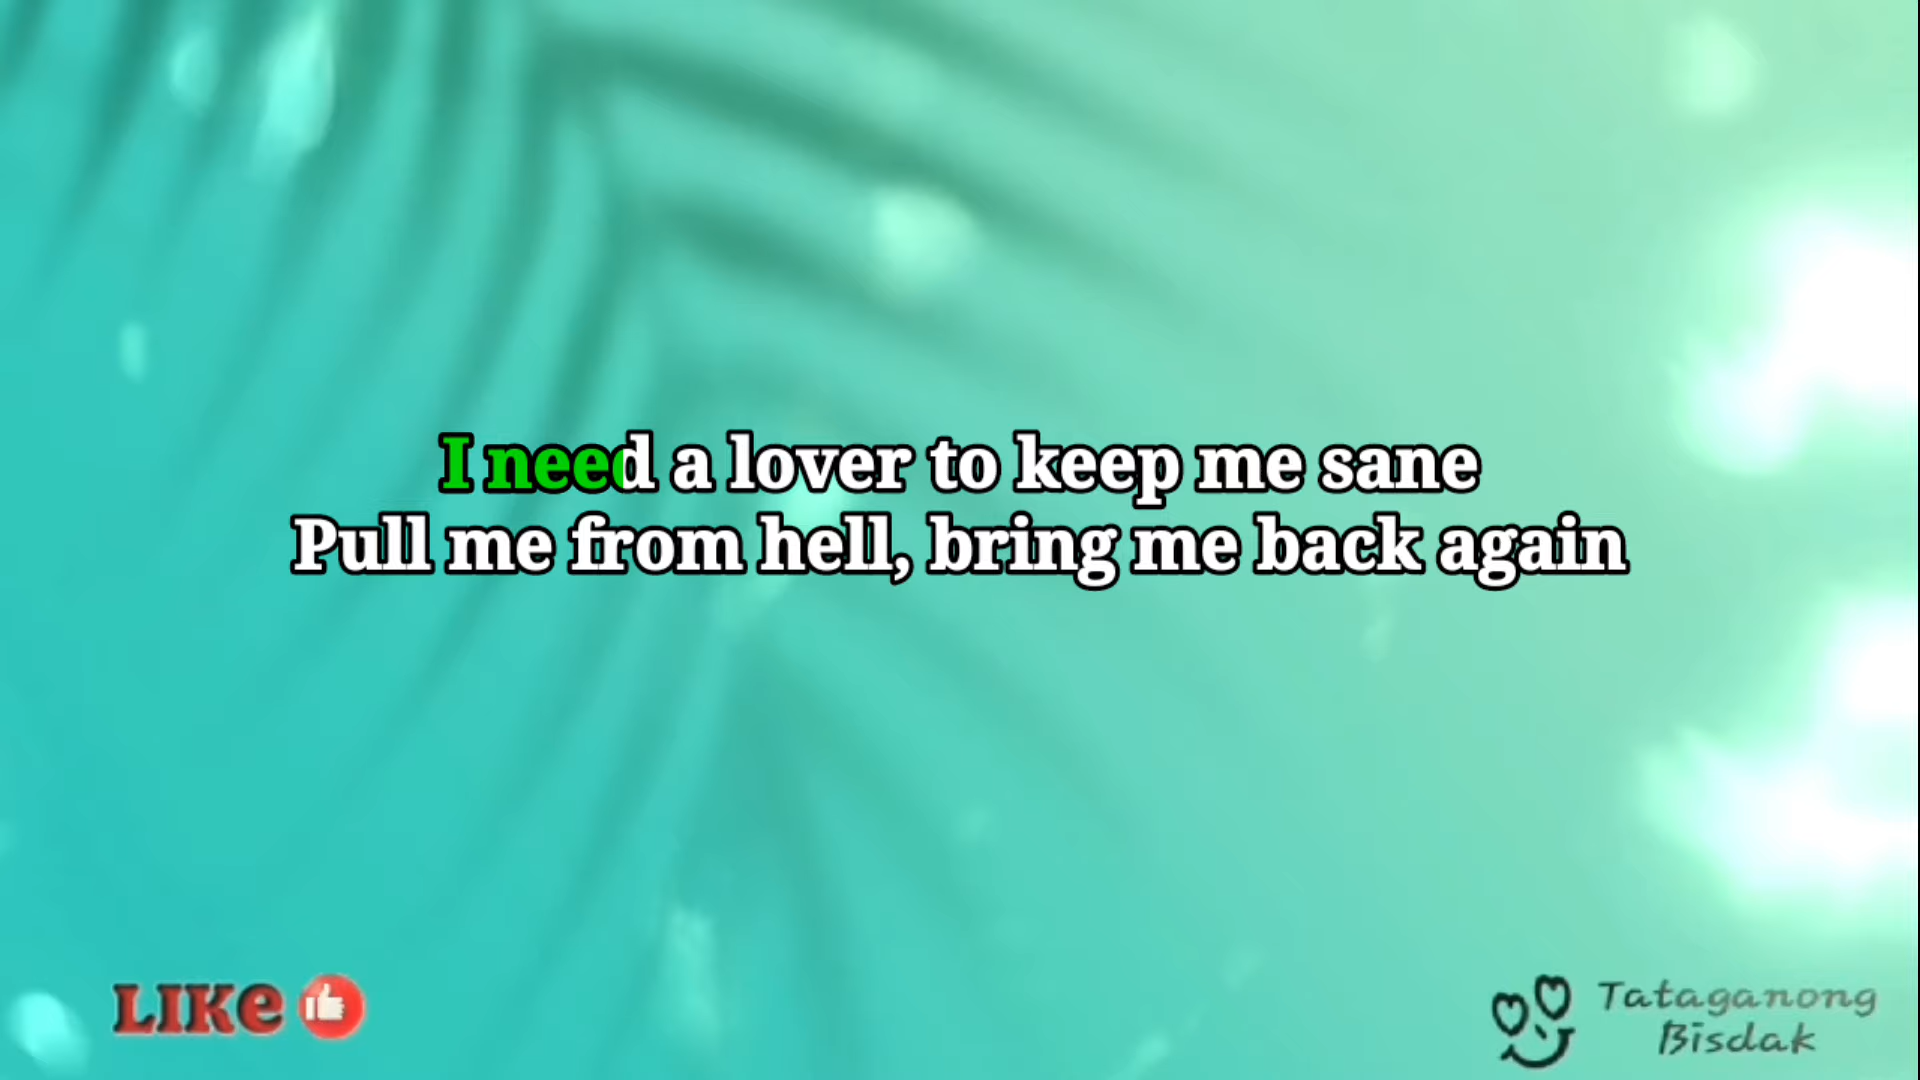 I need a lover to keep me sane
Pull me from hell, bring me back again
LIKe
Tataganong
Bisdak